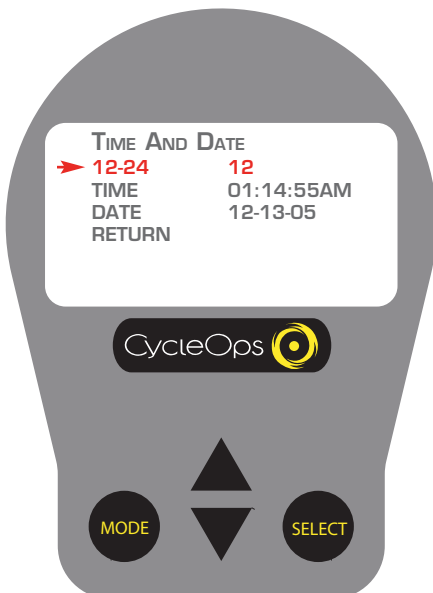 TIME AND DATE
12-24 12
TIME 01:14:55AM
DATE 12-13-05
RETURN
CycleOps
MODE SELECT